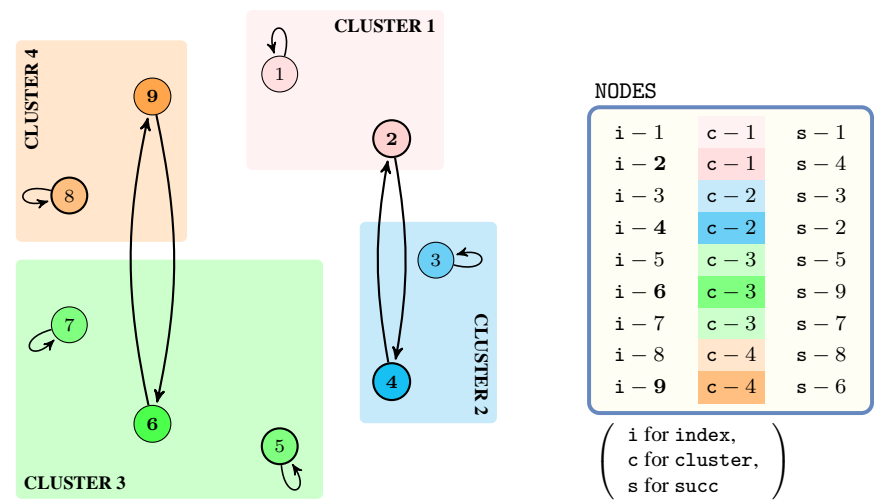 CLUSTER 1
CLUSTER 4
1
9
2
8
3
7
4
CLUSTER 2
6
5
CLUSTER 3
NODES
i − 1 c − 1 s − 1
i − 2 c − 1 s − 4
i − 3 c − 2 s − 3
i − 4 c − 2 s − 2
i − 5 c − 3 s − 5
i − 6 c − 3 s − 9
i − 7 c − 3 s − 7
i − 8 c − 4 s − 8
i − 9 c − 4 s − 6
( i for index,
c for cluster,
s for succ )